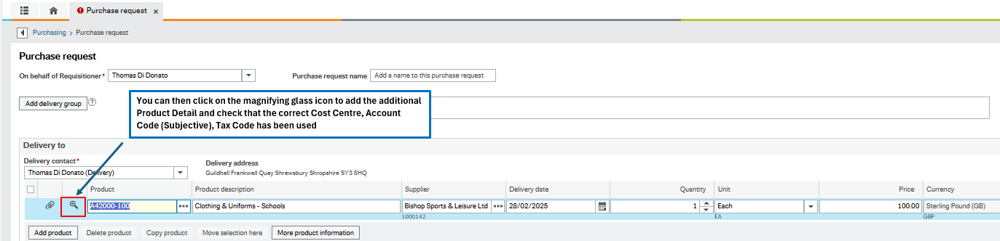 Purchase request
Purchasing > Purchase request
Purchase request
On behalf of Requisitioner* Thomas Di Donato Purchase request name Add a name to this purchase request
Add delivery group ?
You can then click on the magnifying glass icon to add the additional
Product Detail and check that the correct Cost Centre, Account
Code (Subjective), Tax Code has been used
Delivery to
Delivery contact* Delivery address
Thomas Di Donato (Delivery) Guildhall Frankwell Quay Shrewsbury Shropshire SY3 8HQ
Product Product description Supplier Delivery date Quantity Unit Price Currency
A42000-100 Clothing & Uniforms - Schools Bishop Sports & Leisure Ltd 28/02/2025 1 Each 100.00 Sterling Pound (GB)
1000142 EA GBP
Add product Delete product Copy product Move selection here More product information